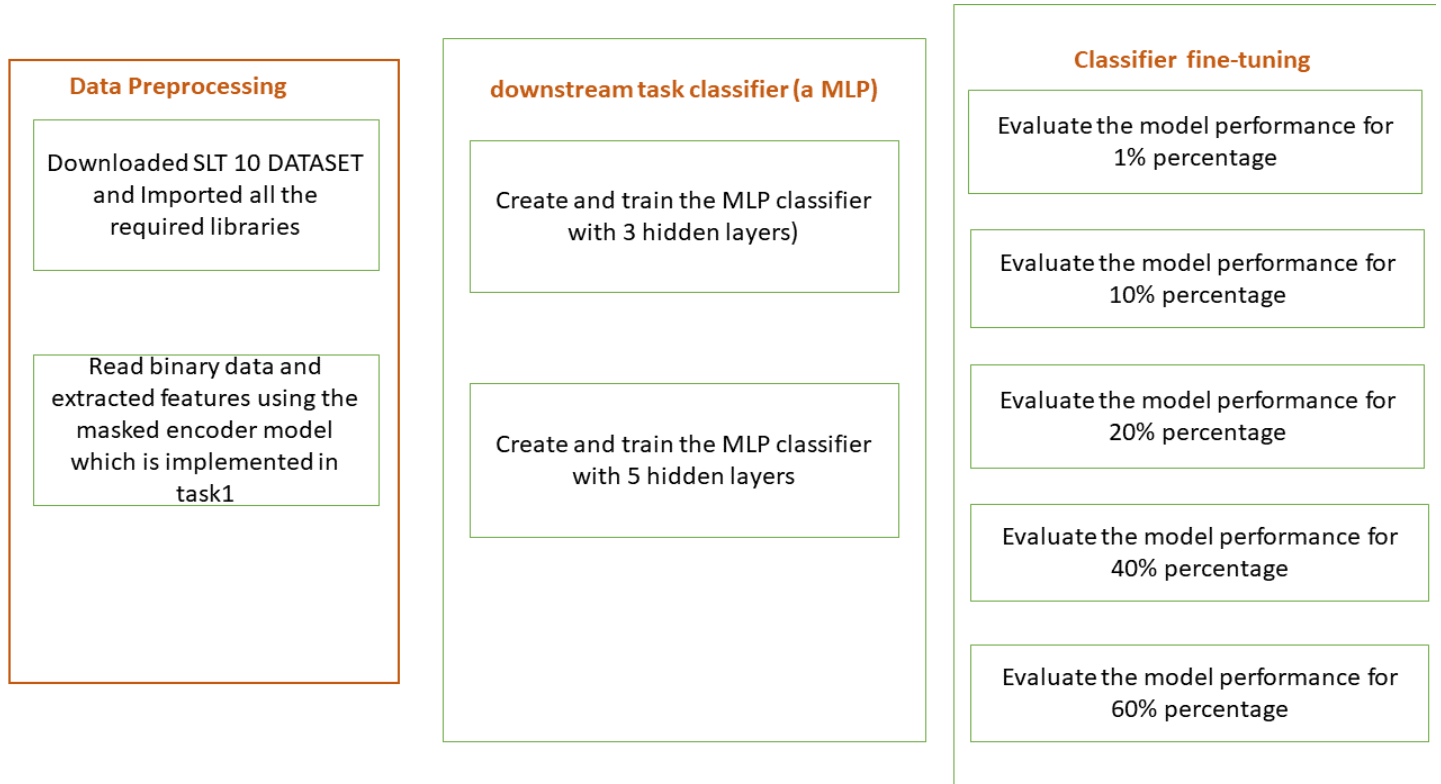 Data Preprocessing
Downloaded SLT 10 DATASET
and Imported all the
required libraries
Read binary data and
extracted features using the
masked encoder model
which is implemented in
task1
downstream task classifier (a MLP)
Create and train the MLP classifier
with 3 hidden layers)
Create and train the MLP classifier
with 5 hidden layers
Classifier fine-tuning
Evaluate the model performance for
1% percentage
Evaluate the model performance for
10% percentage
Evaluate the model performance for
20% percentage
Evaluate the model performance for
40% percentage
Evaluate the model performance for
60% percentage